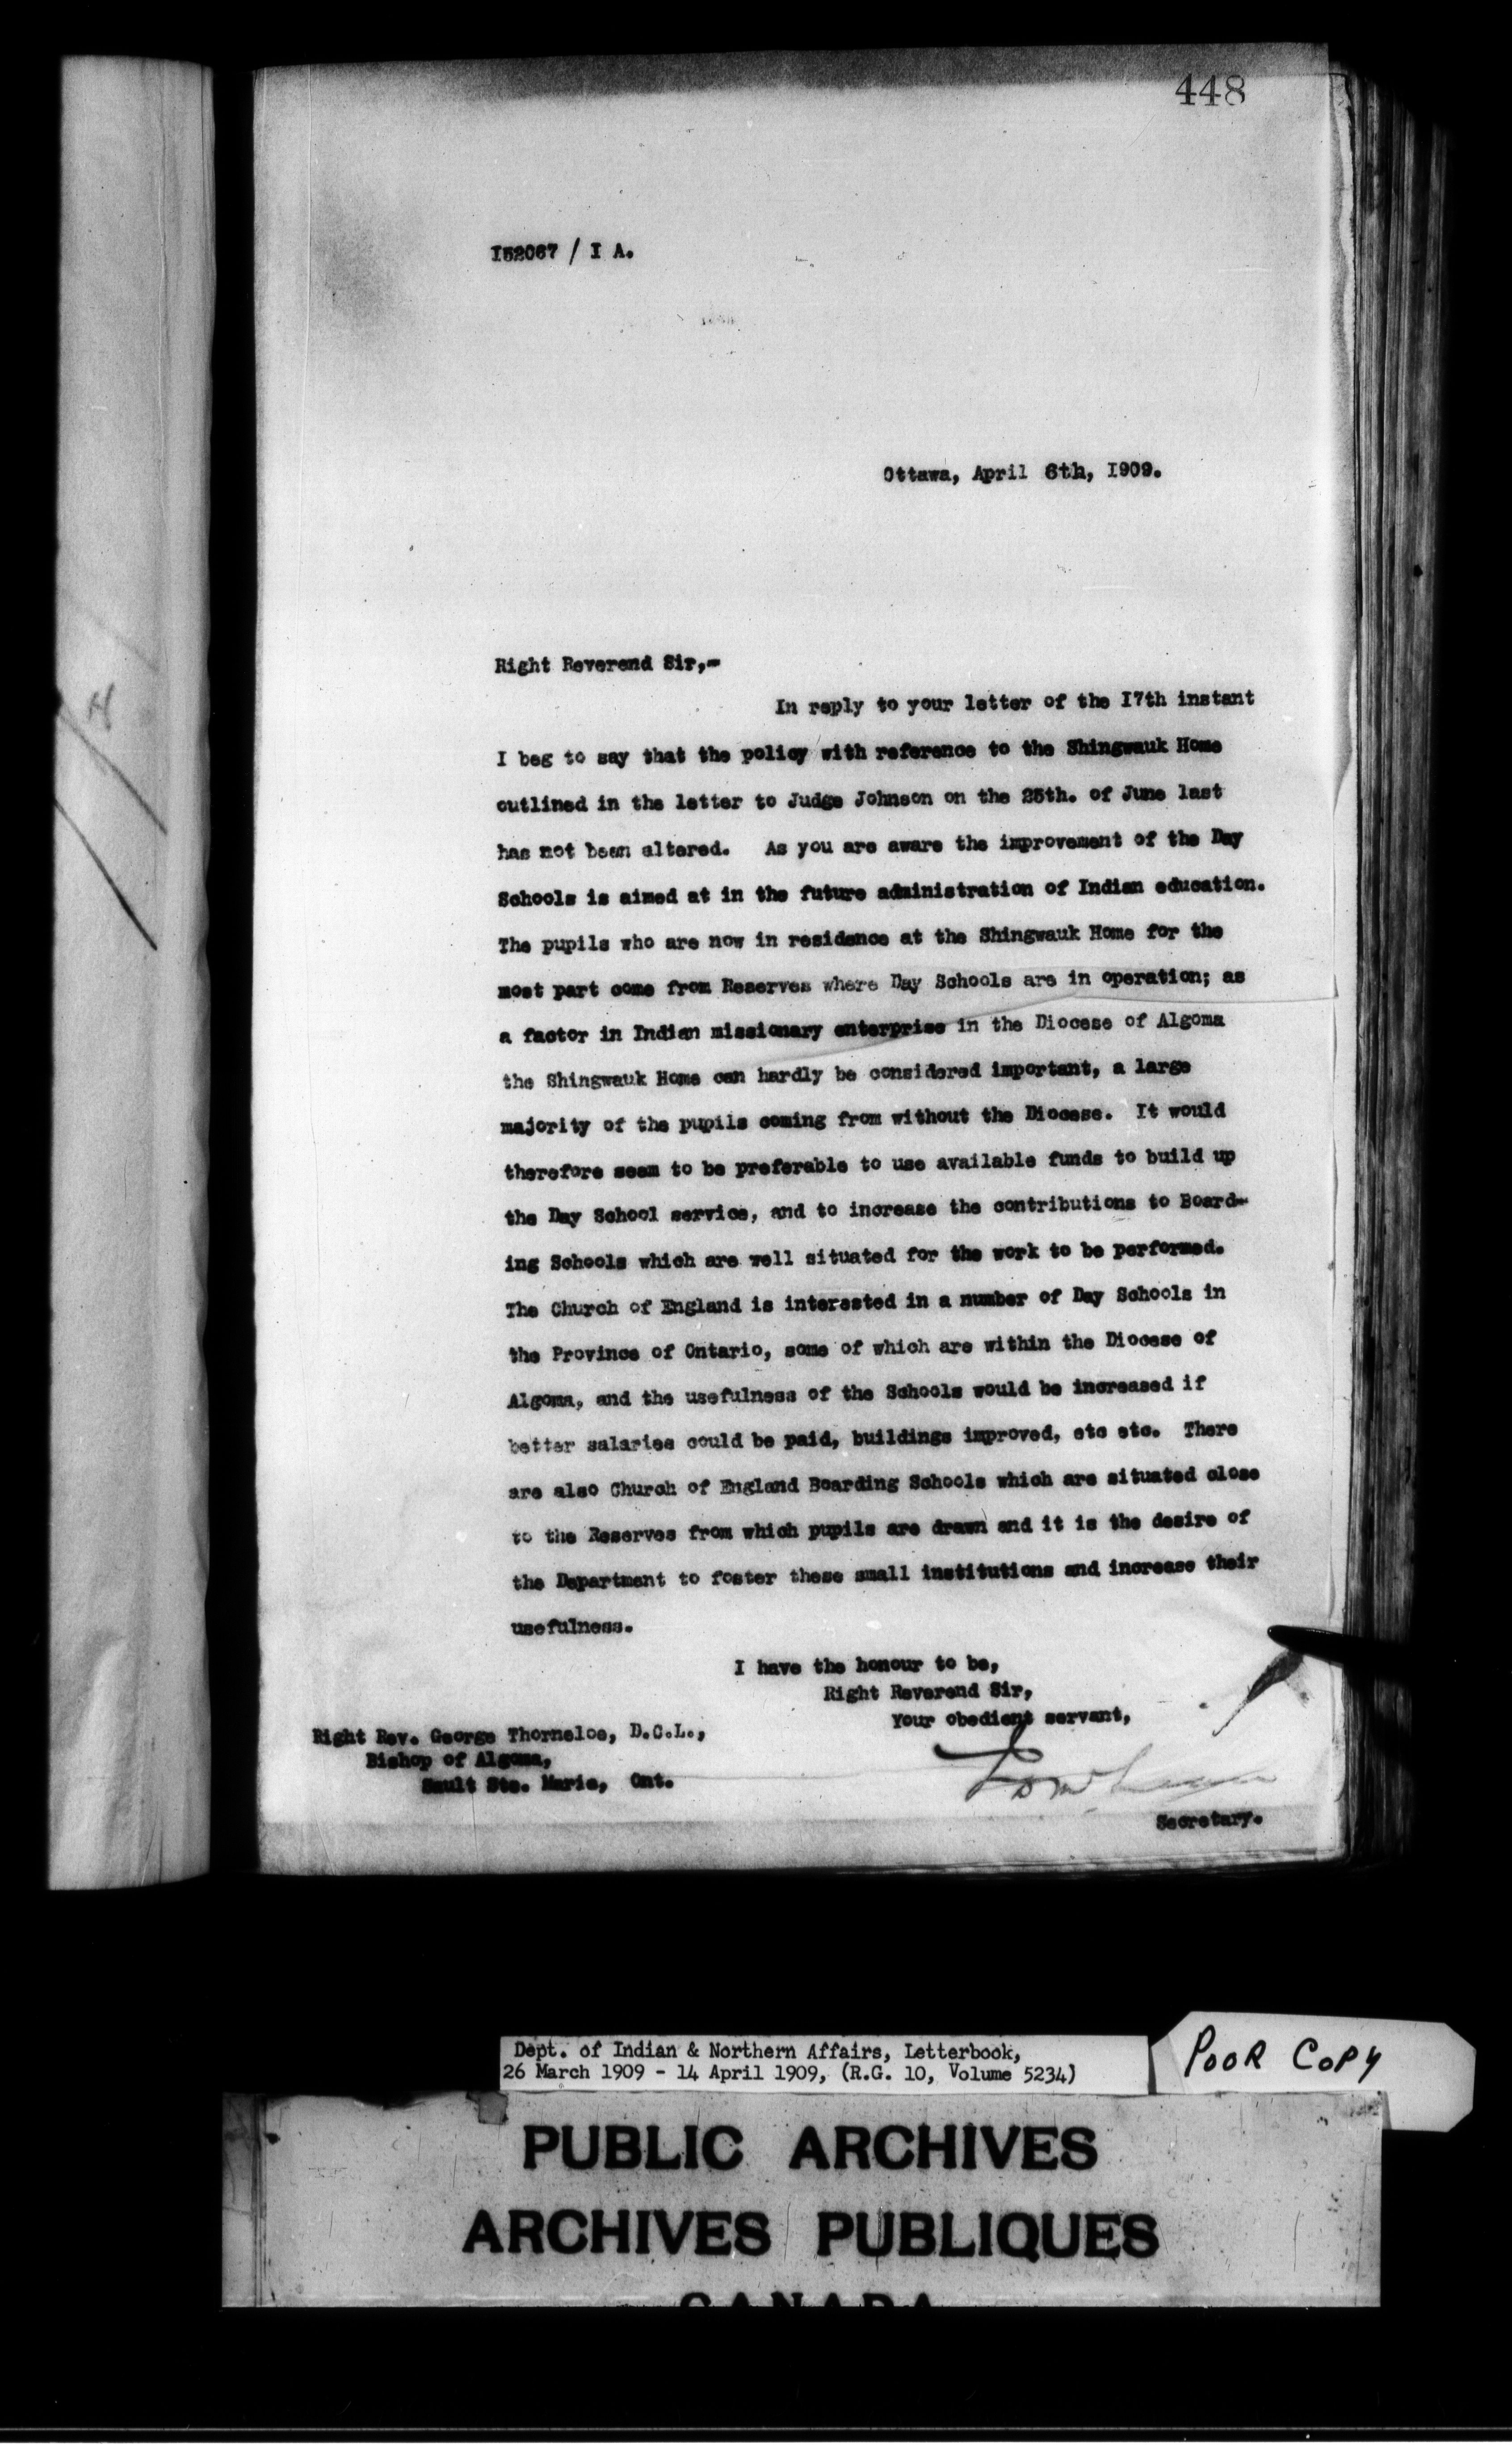 448
I52067 / I A.
Ottawa, April 6th, I909.
Right Reverend Sir,-
In reply to your letter of the I7th instant
I beg to say that the policy with reference to the Shingwauk Home
outlined in the letter to Judge Johnson on the 25th. of June last
has not been altered. As you are aware the improvement of the Day
Schools is aimed at in the future administration of Indian education.
The pupils who are now in residence at the Shingwauk Home for the
most part come from Reserves where Day Schools are in operation; as
a factor in Indian missionary enterprise in the Diocese of Algoma
the Shingwauk Home can hardly be considered important, a large
majority of the pupils coming from without the Diocese. It would
therefore seem to be preferable to use available funds to build up
the Day School service, and to increase the contributions to Board-
ing Schools which are well situated for the work to be performed.
The Church of England is interested in a number of Day Schools in
the Province of Ontario, some of which are within the Diocese of
Algoma, and the usefulness of the Schools would be increased if
better salaries could be paid, buildings improved, etc etc. There
are also Church of England Boarding Schools which are situated close
to the Reserves from which pupils are drawn and it is the desire of
the Department to foster these small institutions and increase their
usefulness.
I have the honour to be,
Right Reverend Sir,
Your obedient servant,
Right Rev. George Thorneloe, D.C.L.,
Bishop of Algoma,
Sault Ste. Marie, Ont.
Secretary.
Dept. of Indian & Northern Affairs, Letterbook,
26 March 1909 - 14 April 1909, (R.G. 10, Volume 5234)
POOR COPY
PUBLIC ARCHIVES
ARCHIVES PUBLIQUES
CANADA